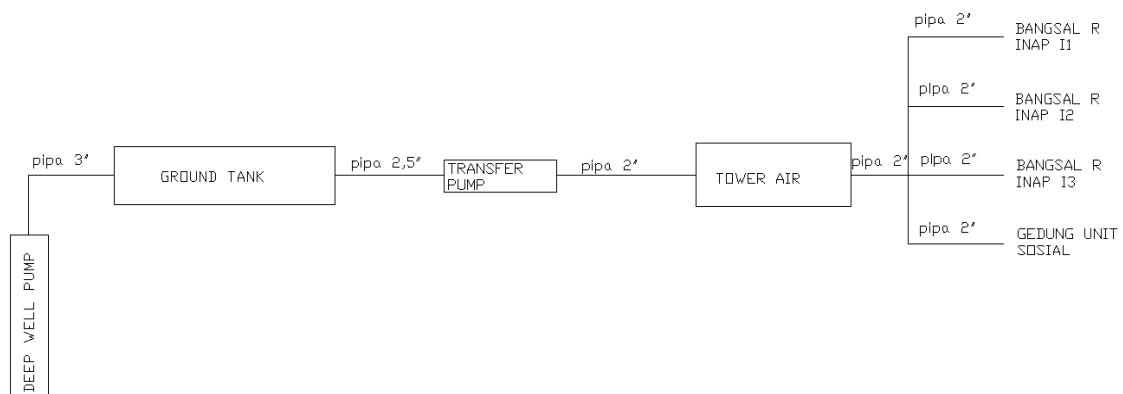 pipa 2"
BANGSAL R
INAP I1
pipa 2"
BANGSAL R
INAP I2
pipa 3"
GROUND TANK
pipa 2,5"
TRANSFER
PUMP
pipa 2"
TOWER AIR
pipa 2"
pipa 2"
BANGSAL R
INAP I3
pipa 2"
GEDUNG UNIT
SOSIAL
DEEP WELL PUMP